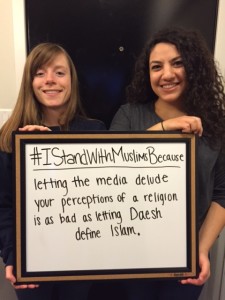 #IStandWithMuslimsBecause
letting the media delude
your perceptions of a religion
is as bad as letting Daesh
define Islam.